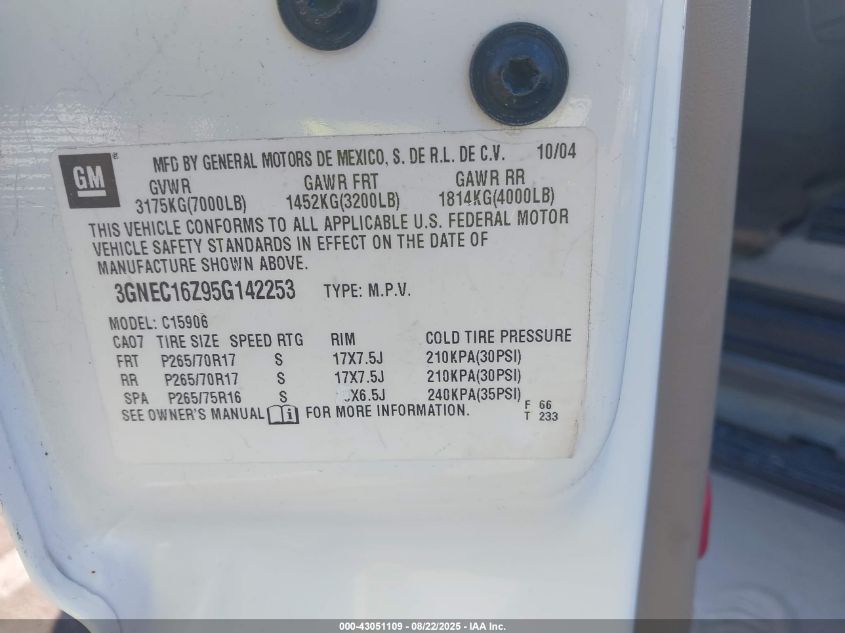 GM ® MFD BY GENERAL MOTORS DE MEXICO, S. DE R.L. DE C.V. 10/04
GVWR GAWR FRT GAWR RR
3175KG(7000LB) 1452KG(3200LB) 1814KG(4000LB)
THIS VEHICLE CONFORMS TO ALL APPLICABLE U.S. FEDERAL MOTOR
VEHICLE SAFETY STANDARDS IN EFFECT ON THE DATE OF
MANUFACTURE SHOWN ABOVE.
3GNEC16Z95G142253 TYPE: M.P.V.
MODEL: C15906
CA07 TIRE SIZE SPEED RTG RIM COLD TIRE PRESSURE
FRT P265/70R17 S 17X7.5J 210KPA(30PSI)
RR P265/70R17 S 17X7.5J 210KPA(30PSI)
SPA P265/75R16 S X6.5J 240KPA(35PSI)
SEE OWNER'S MANUAL FOR MORE INFORMATION. F 66
T 233
000-43051109 - 08/22/2025 - IAA Inc.